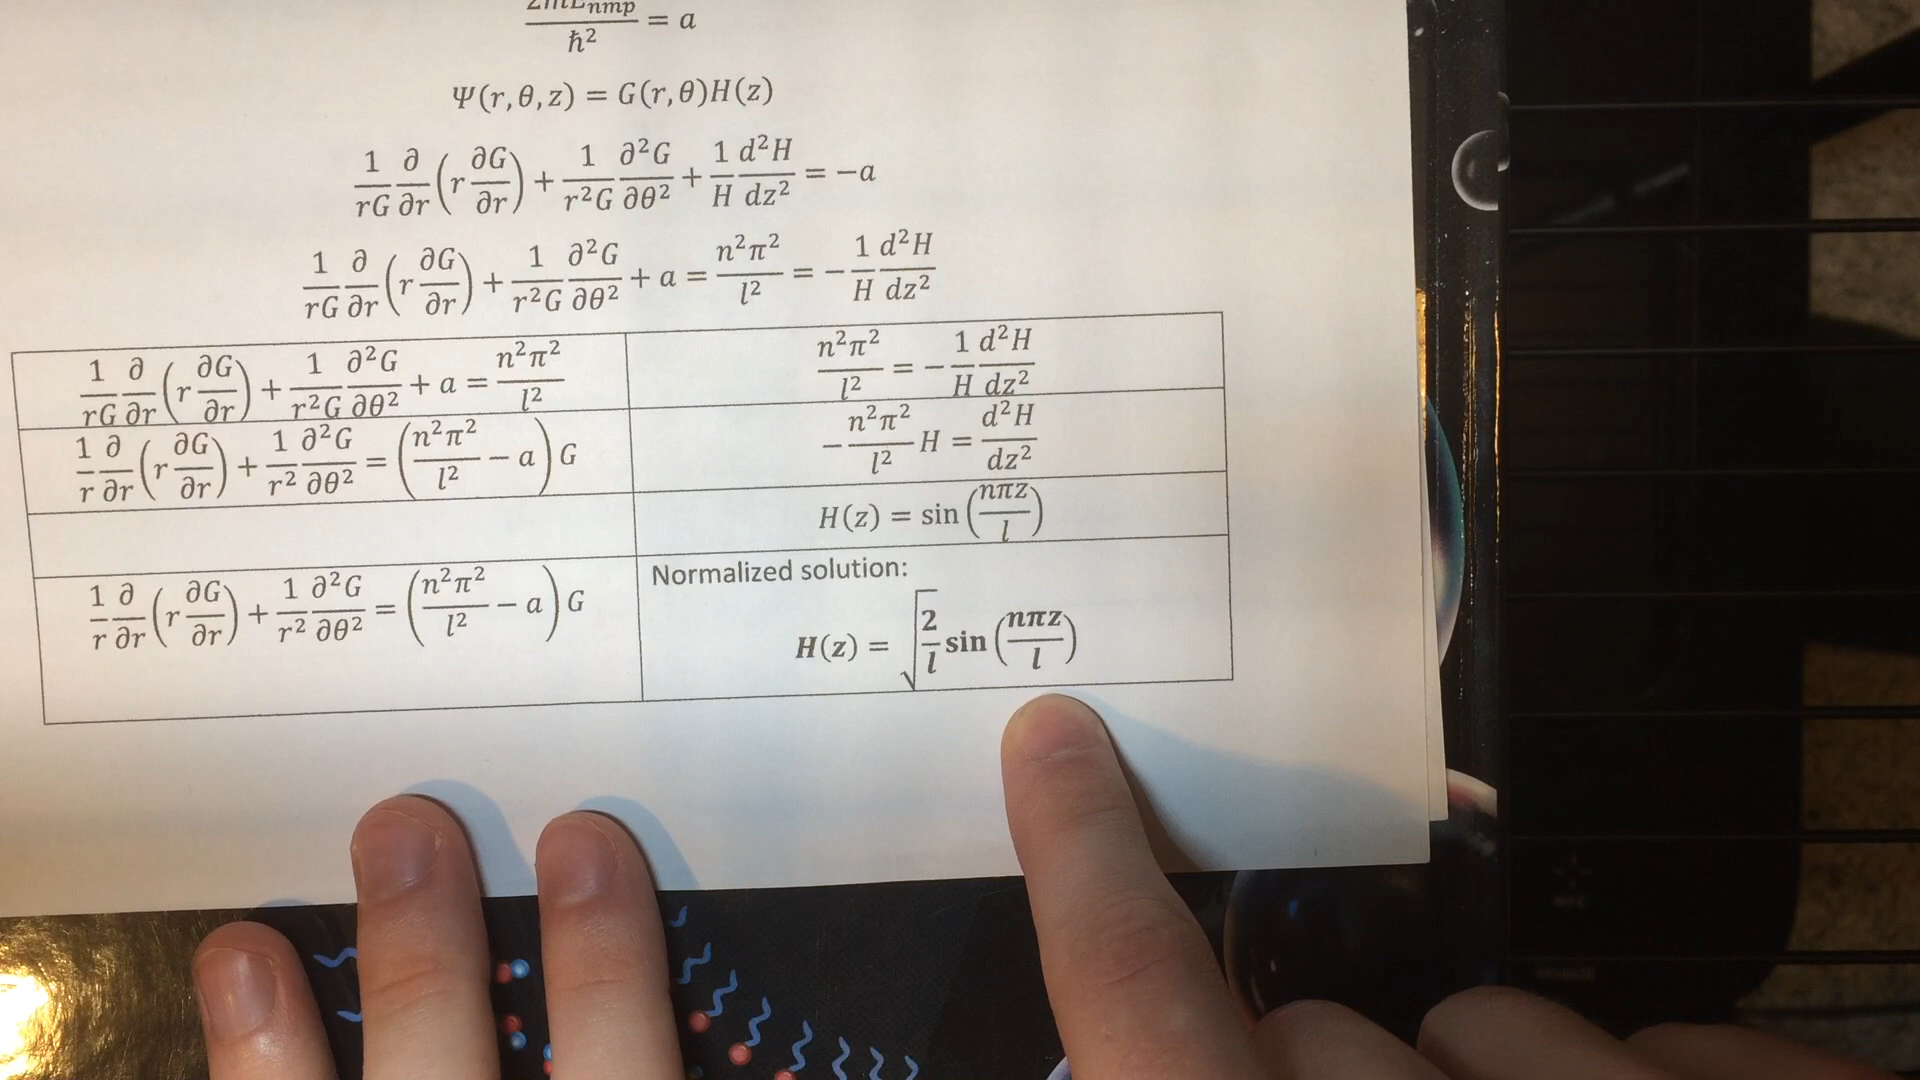 2mE_nmp / ħ² = a
Ψ(r, θ, z) = G(r, θ)H(z)
1/(rG) ∂/∂r (r ∂G/∂r) + 1/(r²G) ∂²G/∂θ² + 1/H d²H/dz² = −a
1/(rG) ∂/∂r (r ∂G/∂r) + 1/(r²G) ∂²G/∂θ² + a = n²π²/l² = − 1/H d²H/dz²
1/(rG) ∂/∂r (r ∂G/∂r) + 1/(r²G) ∂²G/∂θ² + a = n²π²/l²
n²π²/l² = − 1/H d²H/dz²
1/r ∂/∂r (r ∂G/∂r) + 1/r² ∂²G/∂θ² = (n²π²/l² − a) G
− n²π²/l² H = d²H/dz²
H(z) = sin (nπz/l)
1/r ∂/∂r (r ∂G/∂r) + 1/r² ∂²G/∂θ² = (n²π²/l² − a) G
Normalized solution:
H(z) = √(2/l) sin (nπz/l)